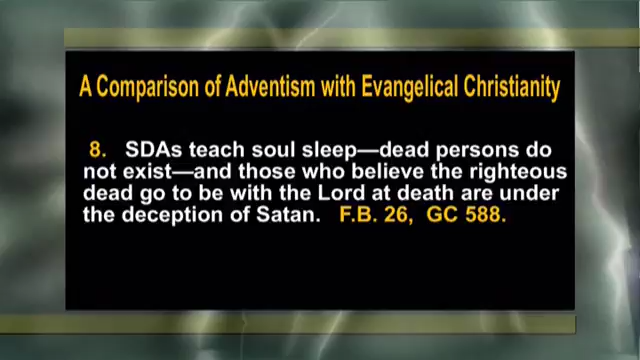 A Comparison of Adventism with Evangelical Christianity
8. SDAs teach soul sleep—dead persons do
not exist—and those who believe the righteous
dead go to be with the Lord at death are under
the deception of Satan. F.B. 26, GC 588.